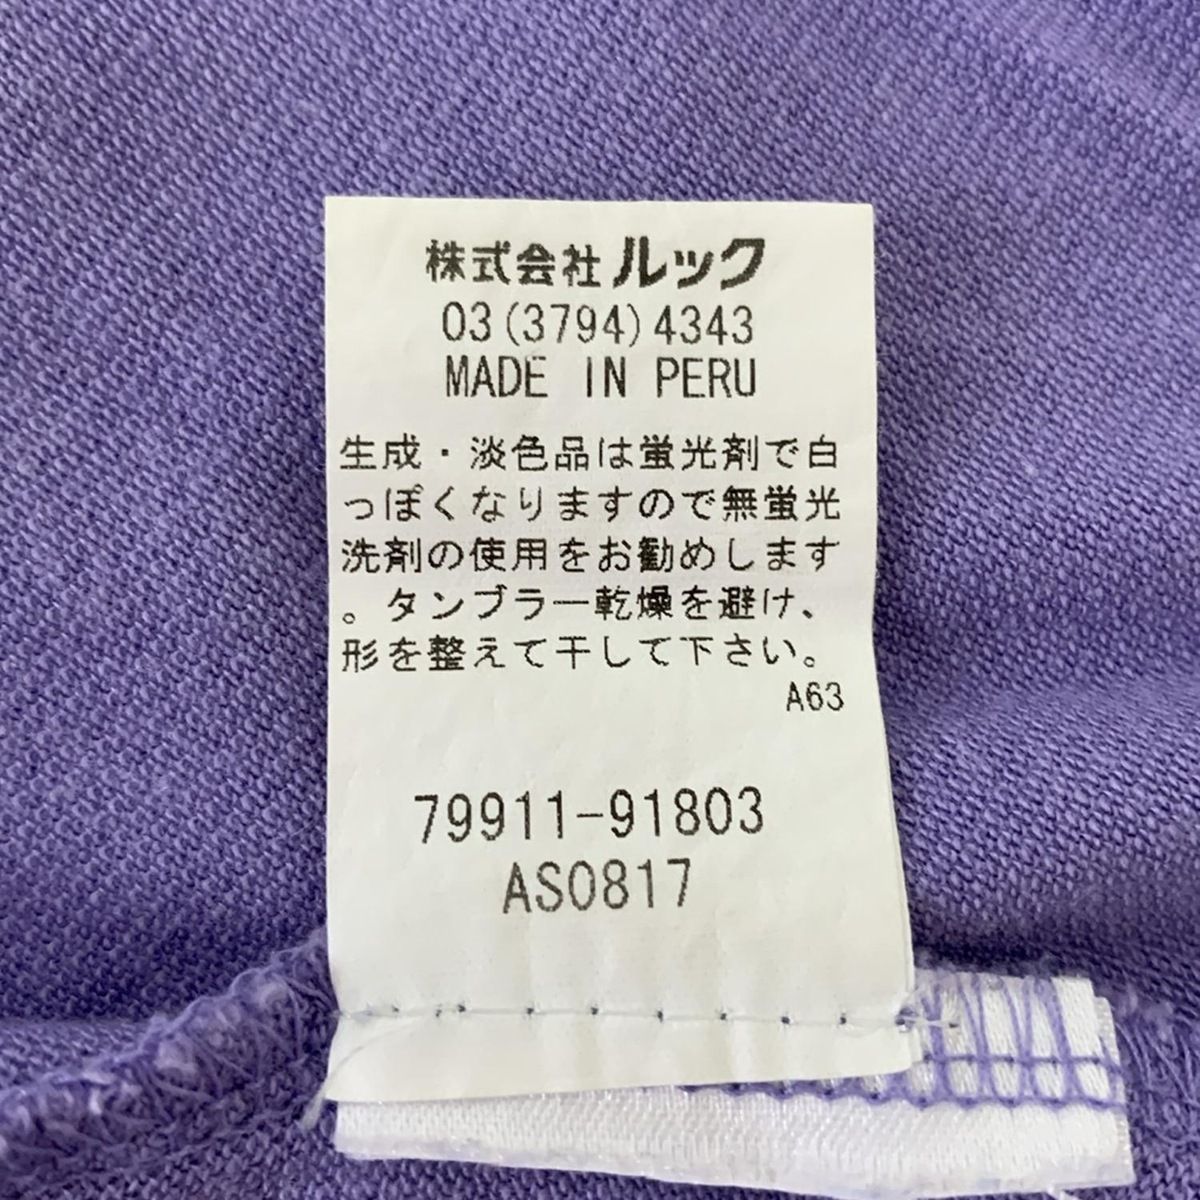 株式会社 ルック
03(3794)4343
MADE IN PERU
生成・淡色品は蛍光剤で白
っぽくなりますので無蛍光
洗剤の使用をお勧めします
。タンブラー乾燥を避け、
形を整えて干して下さい。
A63
79911-91803
AS0817